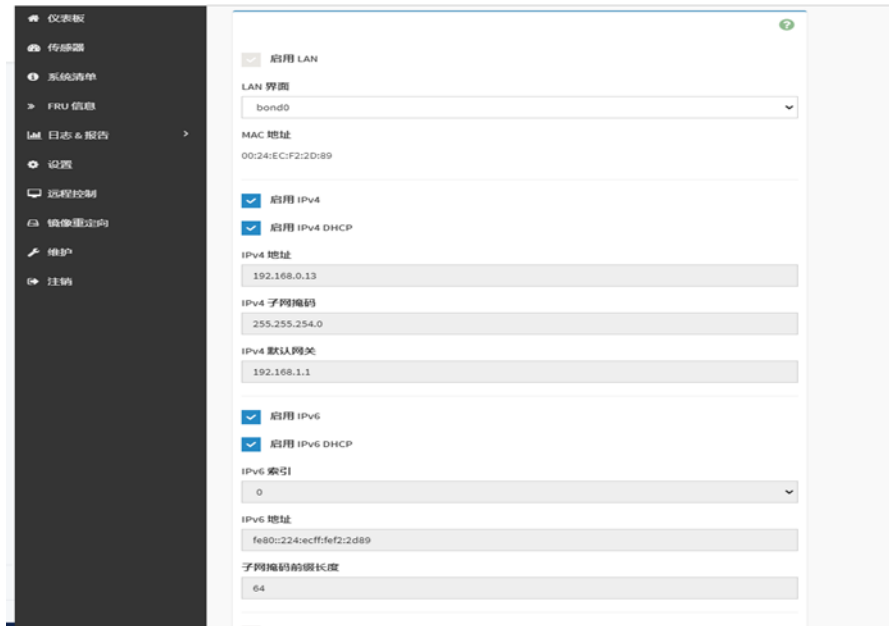 仪表板
传感器
系统清单
FRU 信息
日志 & 报告
设置
远程控制
镜像重定向
维护
注销
启用 LAN
LAN 界面
bond0
MAC 地址
00:24:EC:F2:2D:89
启用 IPv4
启用 IPv4 DHCP
IPv4 地址
192.168.0.13
IPv4 子网掩码
255.255.254.0
IPv4 默认网关
192.168.1.1
启用 IPv6
启用 IPv6 DHCP
IPv6 索引
0
IPv6 地址
fe80::224:ecff:fef2:2d89
子网掩码前缀长度
64